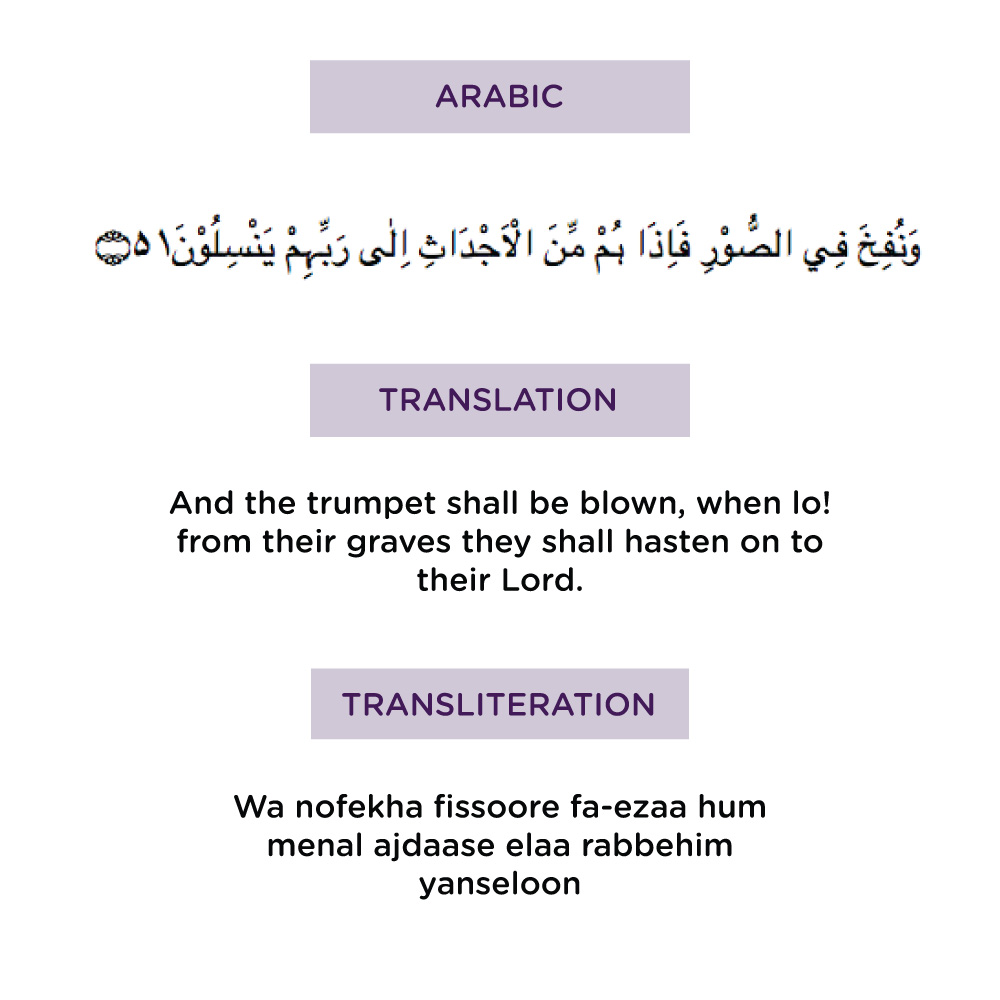 ARABIC
وَنُفِخَ فِي الصُّوْرِ فَاِذَا هُمْ مِّنَ الْاَجْدَاثِ اِلٰى رَبِّهِمْ يَنْسِلُوْنَ ۵۱
TRANSLATION
And the trumpet shall be blown, when lo!
from their graves they shall hasten on to
their Lord.
TRANSLITERATION
Wa nofekha fissoore fa-ezaa hum
menal ajdaase elaa rabbehim
yanseloon